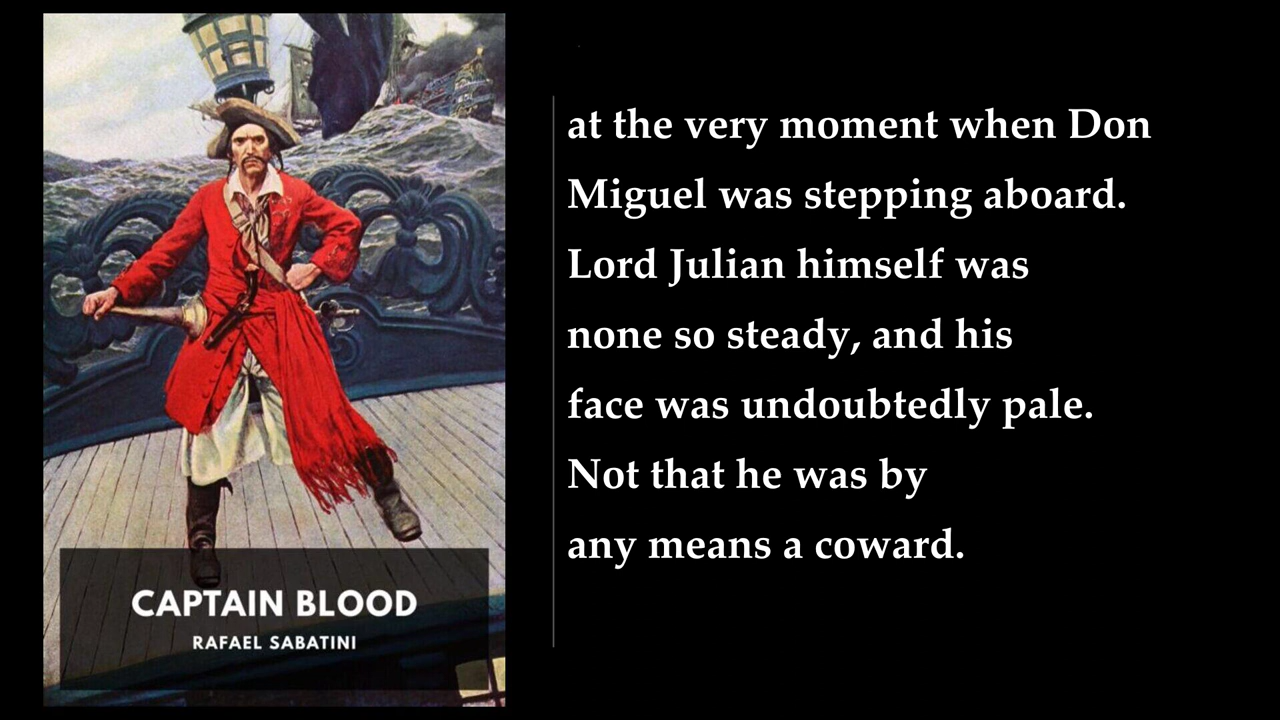 at the very moment when Don
Miguel was stepping aboard.
Lord Julian himself was
none so steady, and his
face was undoubtedly pale.
Not that he was by
any means a coward.
CAPTAIN BLOOD
RAFAEL SABATINI